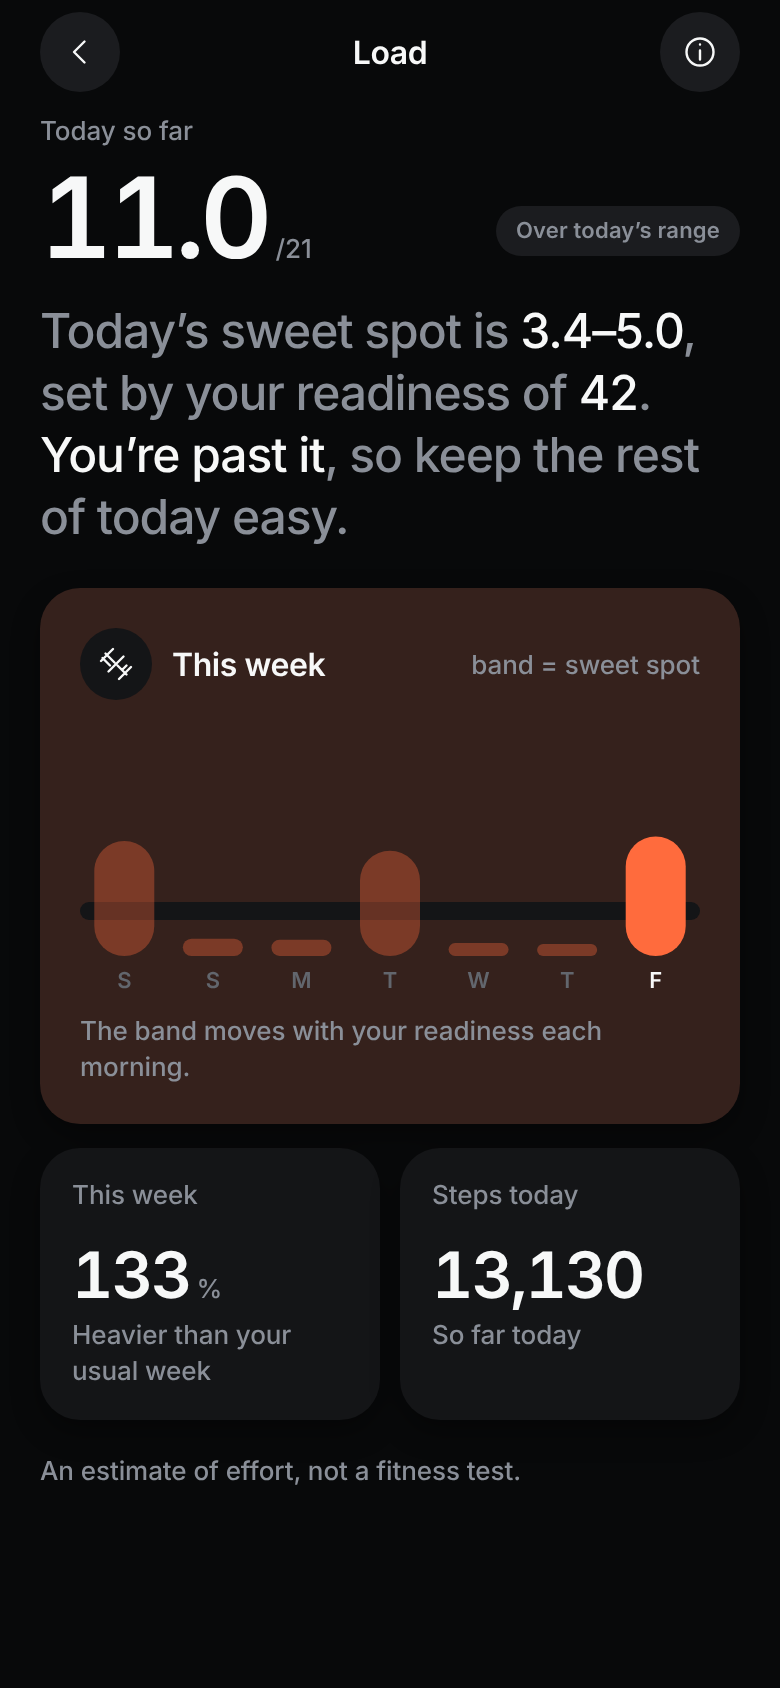 Load
Today so far
11.0 /21
Over today’s range
Today’s sweet spot is 3.4–5.0,
set by your readiness of 42.
You’re past it, so keep the rest
of today easy.
This week
band = sweet spot
S S M T W T F
The band moves with your readiness each
morning.
This week
133 %
Heavier than your
usual week
Steps today
13,130
So far today
An estimate of effort, not a fitness test.